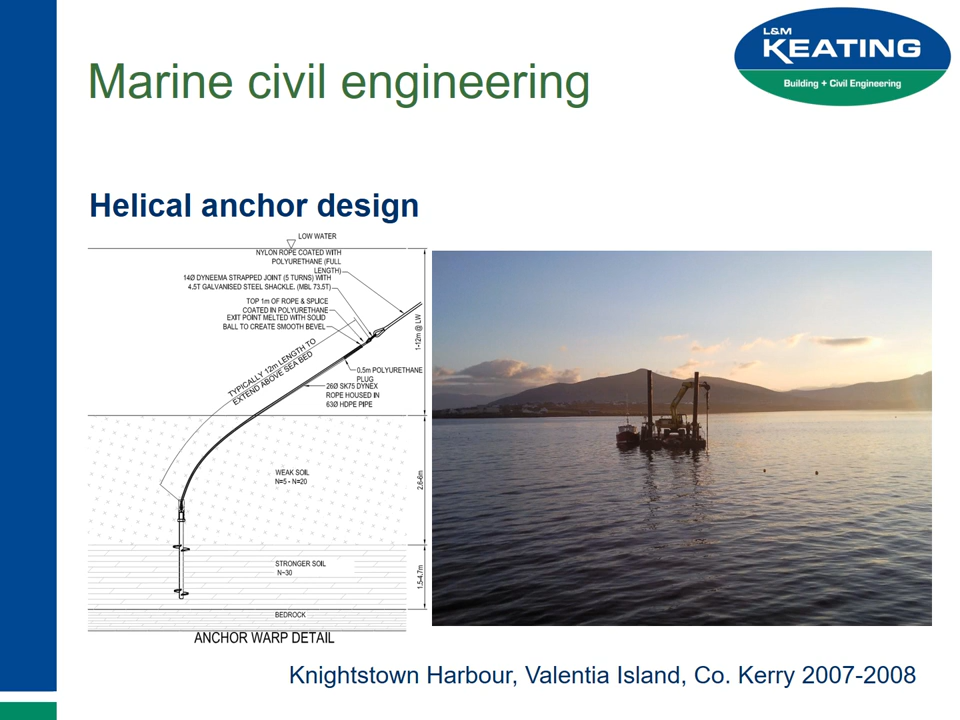 L&M
KEATING
Building + Civil Engineering
Marine civil engineering
Helical anchor design
LOW WATER
NYLON ROPE COATED WITH
POLYURETHANE (FULL
LENGTH)
14Ø DYNEEMA STRAPPED JOINT (5 TURNS) WITH
4.5T GALVANISED STEEL SHACKLE. (MBL 73.5T)
TOP 1m OF ROPE & SPLICE
COATED IN POLYURETHANE
EXIT POINT MELTED WITH SOLID
BALL TO CREATE SMOOTH BEVEL
1-12m @ LW
TYPICALLY 12m LENGTH TO
EXTEND ABOVE SEA BED
0.5m POLYURETHANE
PLUG
26Ø SK75 DYNEX
ROPE HOUSED IN
63Ø HDPE PIPE
WEAK SOIL
N=5 - N=20
2.6-6m
STRONGER SOIL
N~30
1.5-4.7m
BEDROCK
ANCHOR WARP DETAIL
Knightstown Harbour, Valentia Island, Co. Kerry 2007-2008